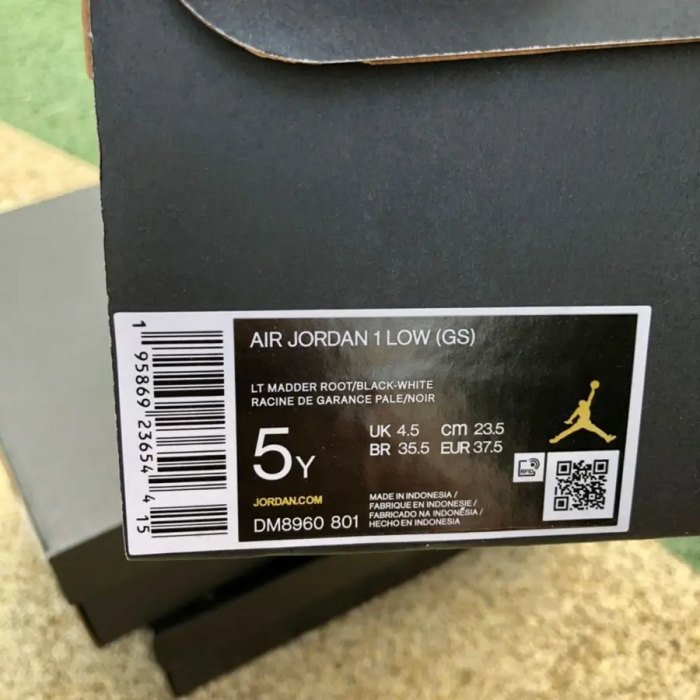 1 95869 23654 4 15
AIR JORDAN 1 LOW (GS)
LT MADDER ROOT/BLACK-WHITE
RACINE DE GARANCE PALE/NOIR
5Y
UK 4.5 cm 23.5
BR 35.5 EUR 37.5
RFID
JORDAN.COM
DM8960 801
MADE IN INDONESIA /
FABRIQUE EN INDONESIE /
FABRICADO NA INDONÉSIA /
HECHO EN INDONESIA